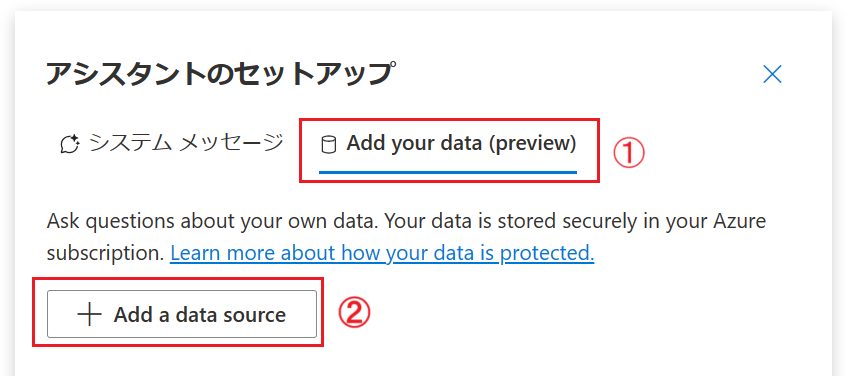 アシスタントのセットアップ
システム メッセージ
Add your data (preview)
①
Ask questions about your own data. Your data is stored securely in your Azure
subscription. Learn more about how your data is protected.
Add a data source
②